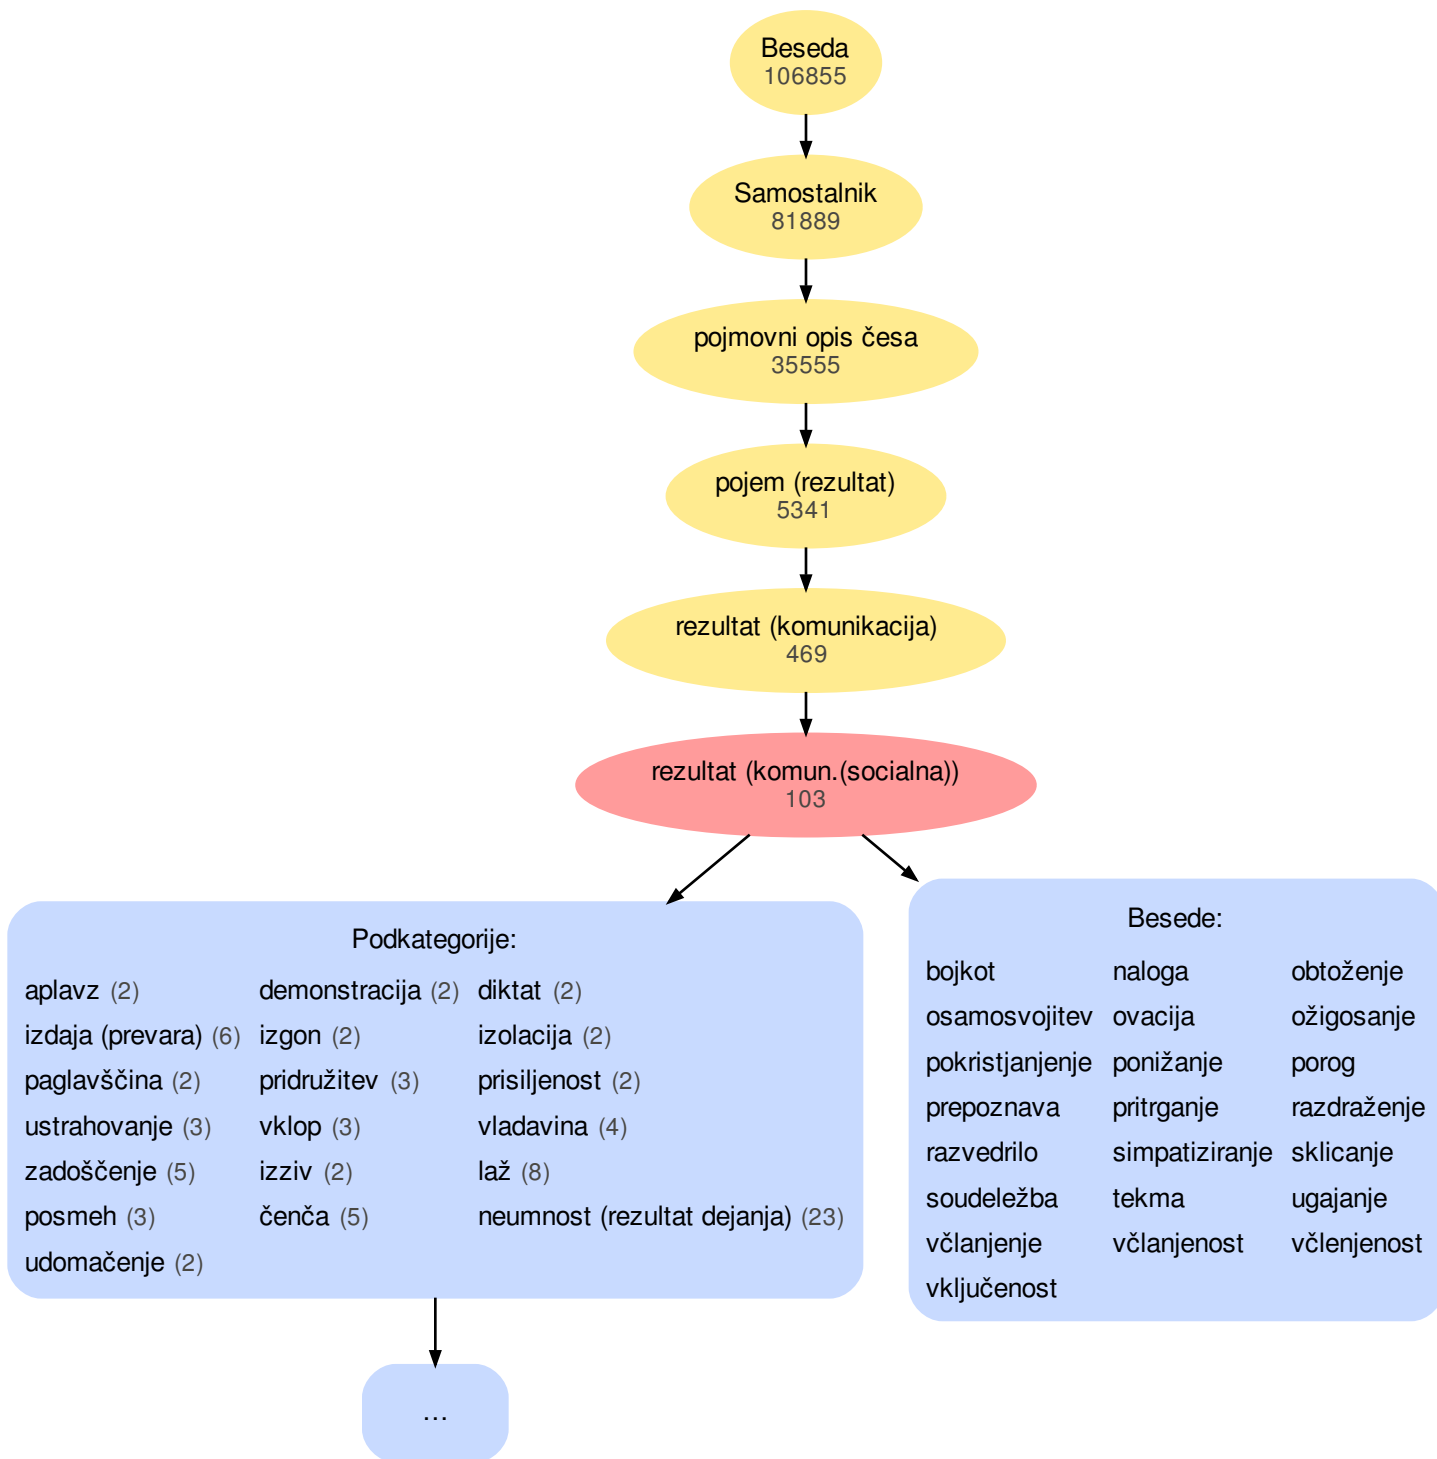 Beseda
106855
Samostalnik
81889
pojmovni opis česa
35555
pojem (rezultat)
5341
rezultat (komunikacija)
469
rezultat (komun.(socialna))
103
Podkategorije:
aplavz (2) demonstracija (2) diktat (2)
izdaja (prevara) (6) izgon (2) izolacija (2)
paglavščina (2) pridružitev (3) prisiljenost (2)
ustrahovanje (3) vklop (3) vladavina (4)
zadoščenje (5) izziv (2) laž (8)
posmeh (3) čenča (5) neumnost (rezultat dejanja) (23)
udomačenje (2)
...
Besede:
bojkot naloga obtoženje
osamosvojitev ovacija ožigosanje
pokristjanjenje ponižanje porog
prepoznava pritrganje razdraženje
razvedrilo simpatiziranje sklicanje
soudeležba tekma ugajanje
včlanjenje včlanjenost včlenjenost
vključenost